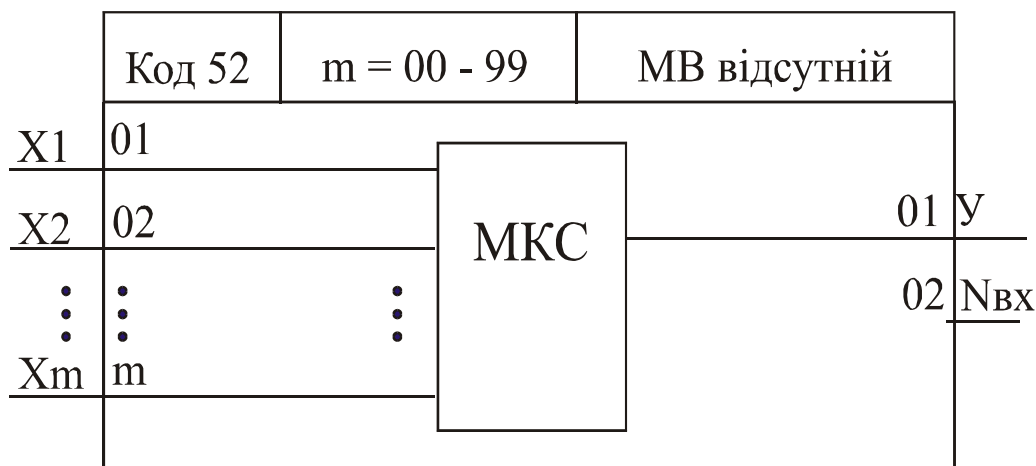 Код 52 m = 00 - 99 МВ відсутній
X1 01
X2 02
МКС
01 У
02 Nвх
Xm m